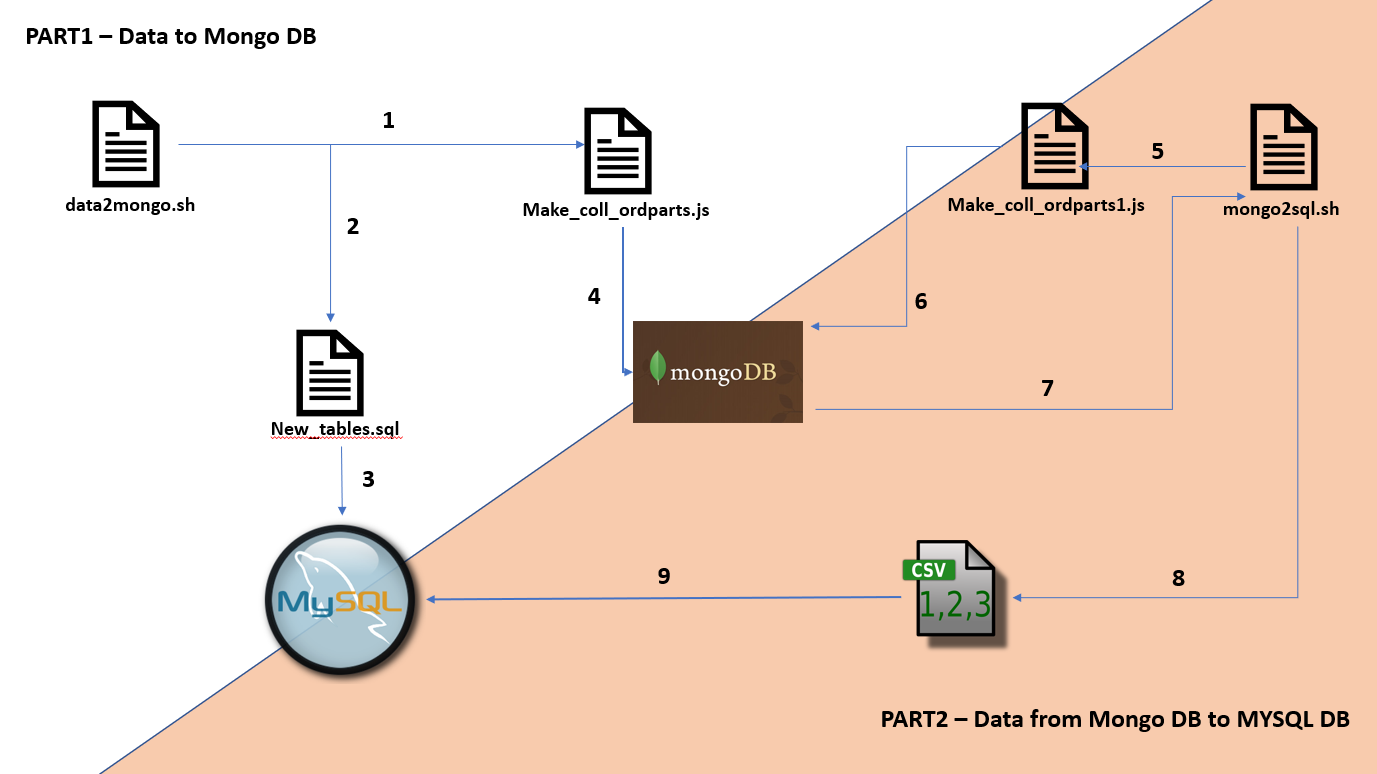 PART1 – Data to Mongo DB
1
data2mongo.sh
2
Make_coll_ordparts.js
Make_coll_ordparts1.js
5
mongo2sql.sh
4
6
mongoDB
7
New_tables.sql
3
MySQL
9
CSV
1,2,3
8
PART2 – Data from Mongo DB to MYSQL DB